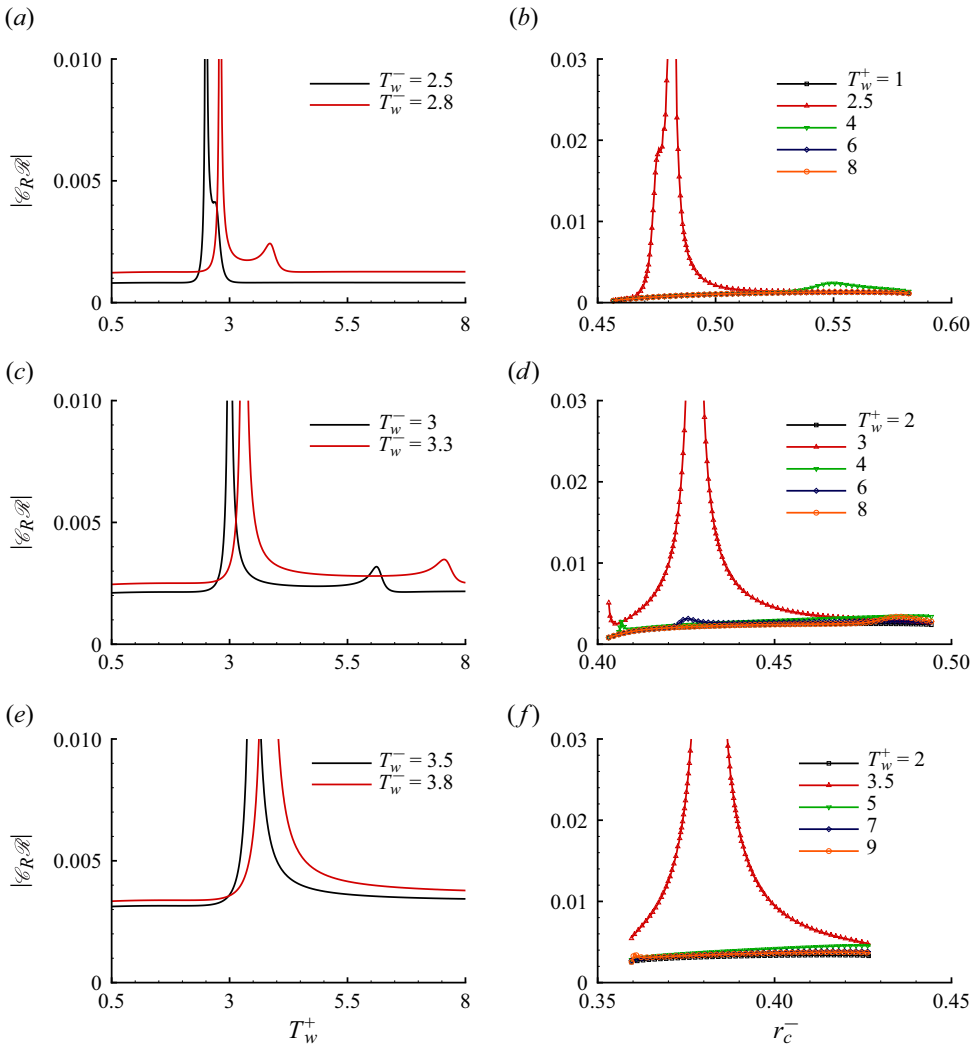 (a)
0.010
0.005
0
|𝒞_R ℛ|
T_w^- = 2.5
T_w^- = 2.8
0.5 3 5.5 8
(b)
0.03
0.02
0.01
0
T_w^+ = 1
2.5
4
6
8
0.45 0.50 0.55 0.60
(c)
0.010
0.005
0
|𝒞_R ℛ|
T_w^- = 3
T_w^- = 3.3
0.5 3 5.5 8
(d)
0.03
0.02
0.01
0
T_w^+ = 2
3
4
6
8
0.40 0.45 0.50
(e)
0.010
0.005
0
|𝒞_R ℛ|
T_w^- = 3.5
T_w^- = 3.8
0.5 3 5.5 8
T_w^+
(f)
0.03
0.02
0.01
0
T_w^+ = 2
3.5
5
7
9
0.35 0.40 0.45
r_c^-